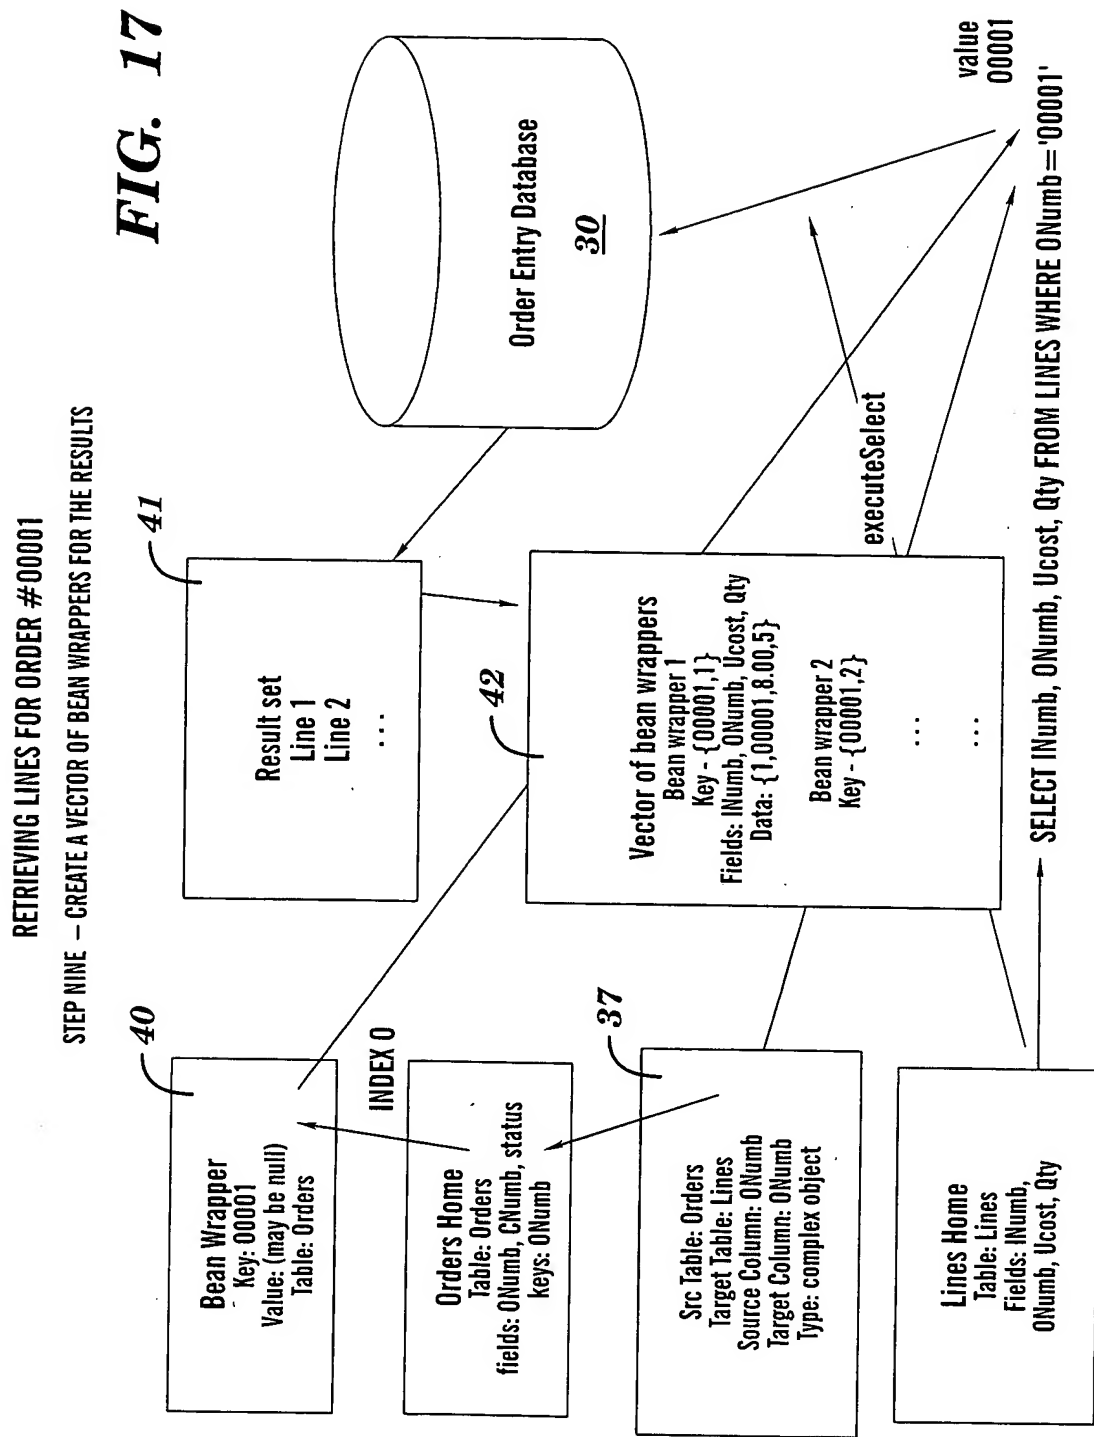 RETRIEVING LINES FOR ORDER #00001
STEP NINE – CREATE A VECTOR OF BEAN WRAPPERS FOR THE RESULTS
FIG. 17
40
Bean Wrapper
Key: 00001
Value: (may be null)
Table: Orders
INDEX 0
Orders Home
Table: Orders
fields: ONumb, CNumb, status
keys: ONumb
37
Src Table: Orders
Target Table: Lines
Source Column: ONumb
Target Column: ONumb
Type: complex object
Lines Home
Table: Lines
Fields: INumb,
ONumb, Ucost, Qty
41
Result set
Line 1
Line 2
...
42
Vector of bean wrappers
Bean wrapper 1
Key - {00001,1}
Fields: INumb, ONumb, Ucost, Qty
Data: {1,00001,8.00,5}
Bean wrapper 2
Key - {00001,2}
...
...
Order Entry Database
30
executeSelect
value
00001
SELECT INumb, ONumb, Ucost, Qty FROM LINES WHERE ONumb='00001'